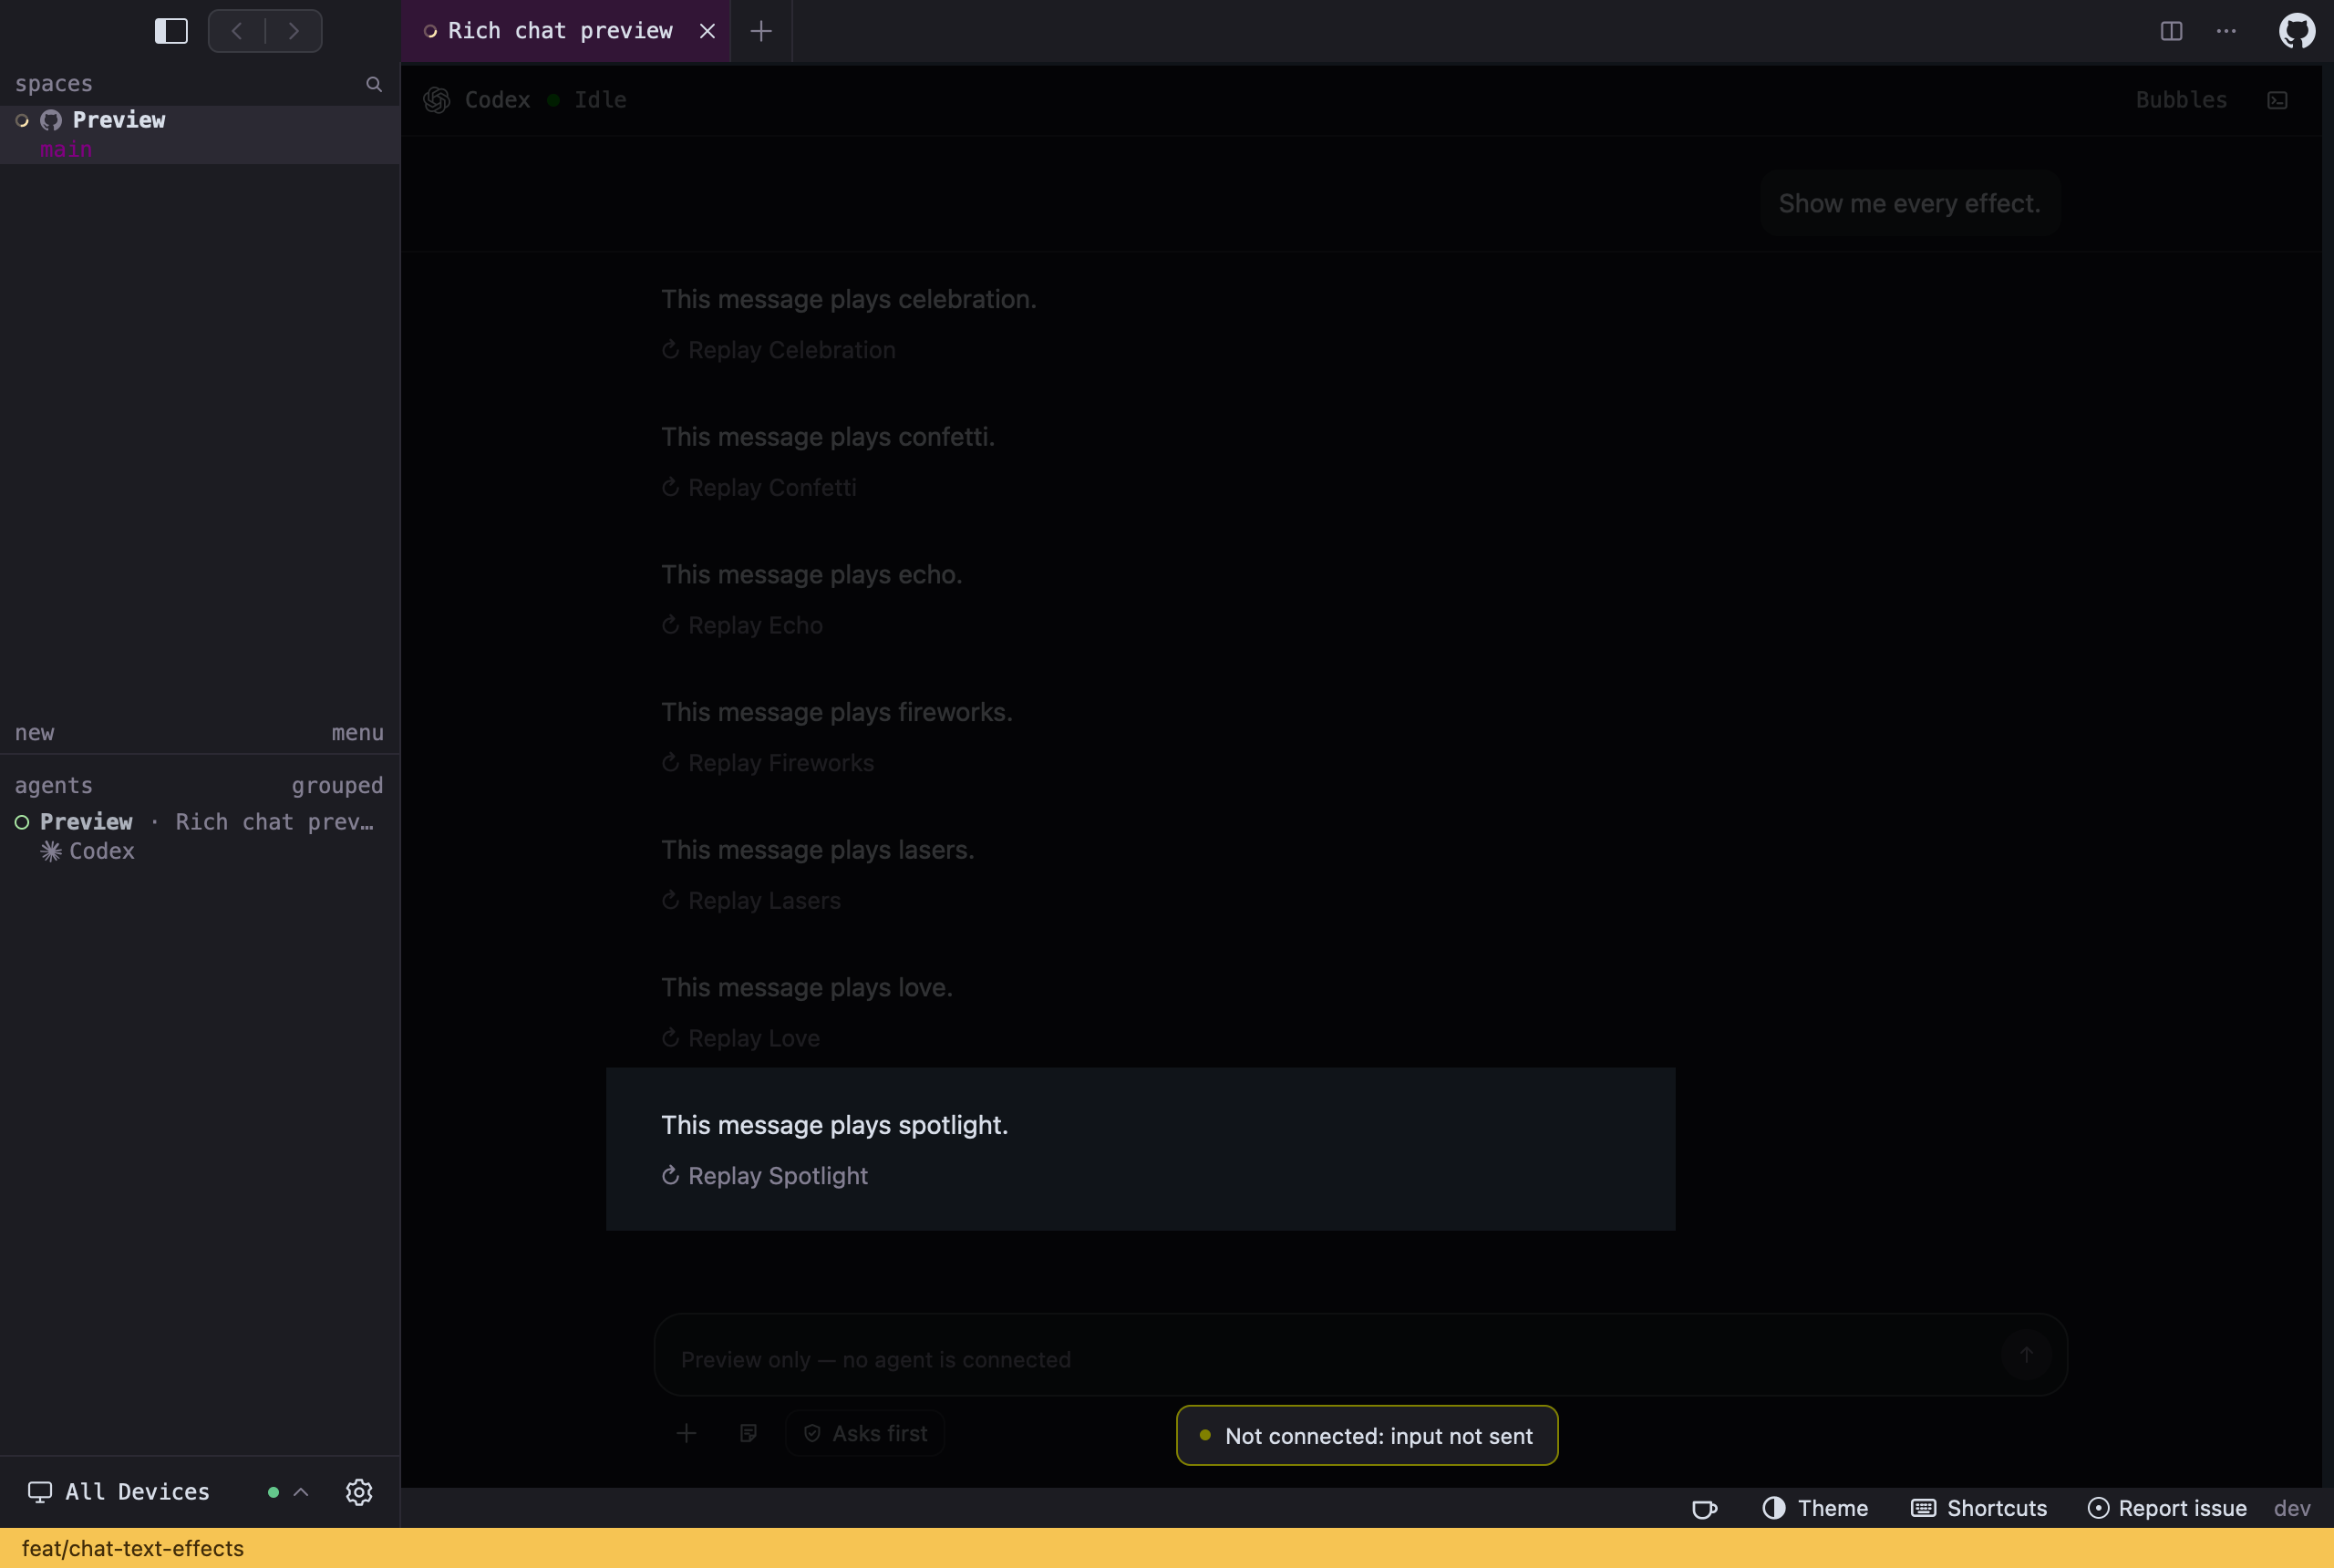 Rich chat preview
spaces
Preview
main
Codex Idle
Bubbles
Show me every effect.
This message plays celebration.
Replay Celebration
This message plays confetti.
Replay Confetti
This message plays echo.
Replay Echo
This message plays fireworks.
Replay Fireworks
This message plays lasers.
Replay Lasers
This message plays love.
Replay Love
This message plays spotlight.
Replay Spotlight
new menu
agents grouped
Preview · Rich chat prev…
Codex
Preview only — no agent is connected
Asks first
Not connected: input not sent
All Devices
Theme Shortcuts Report issue dev
feat/chat-text-effects